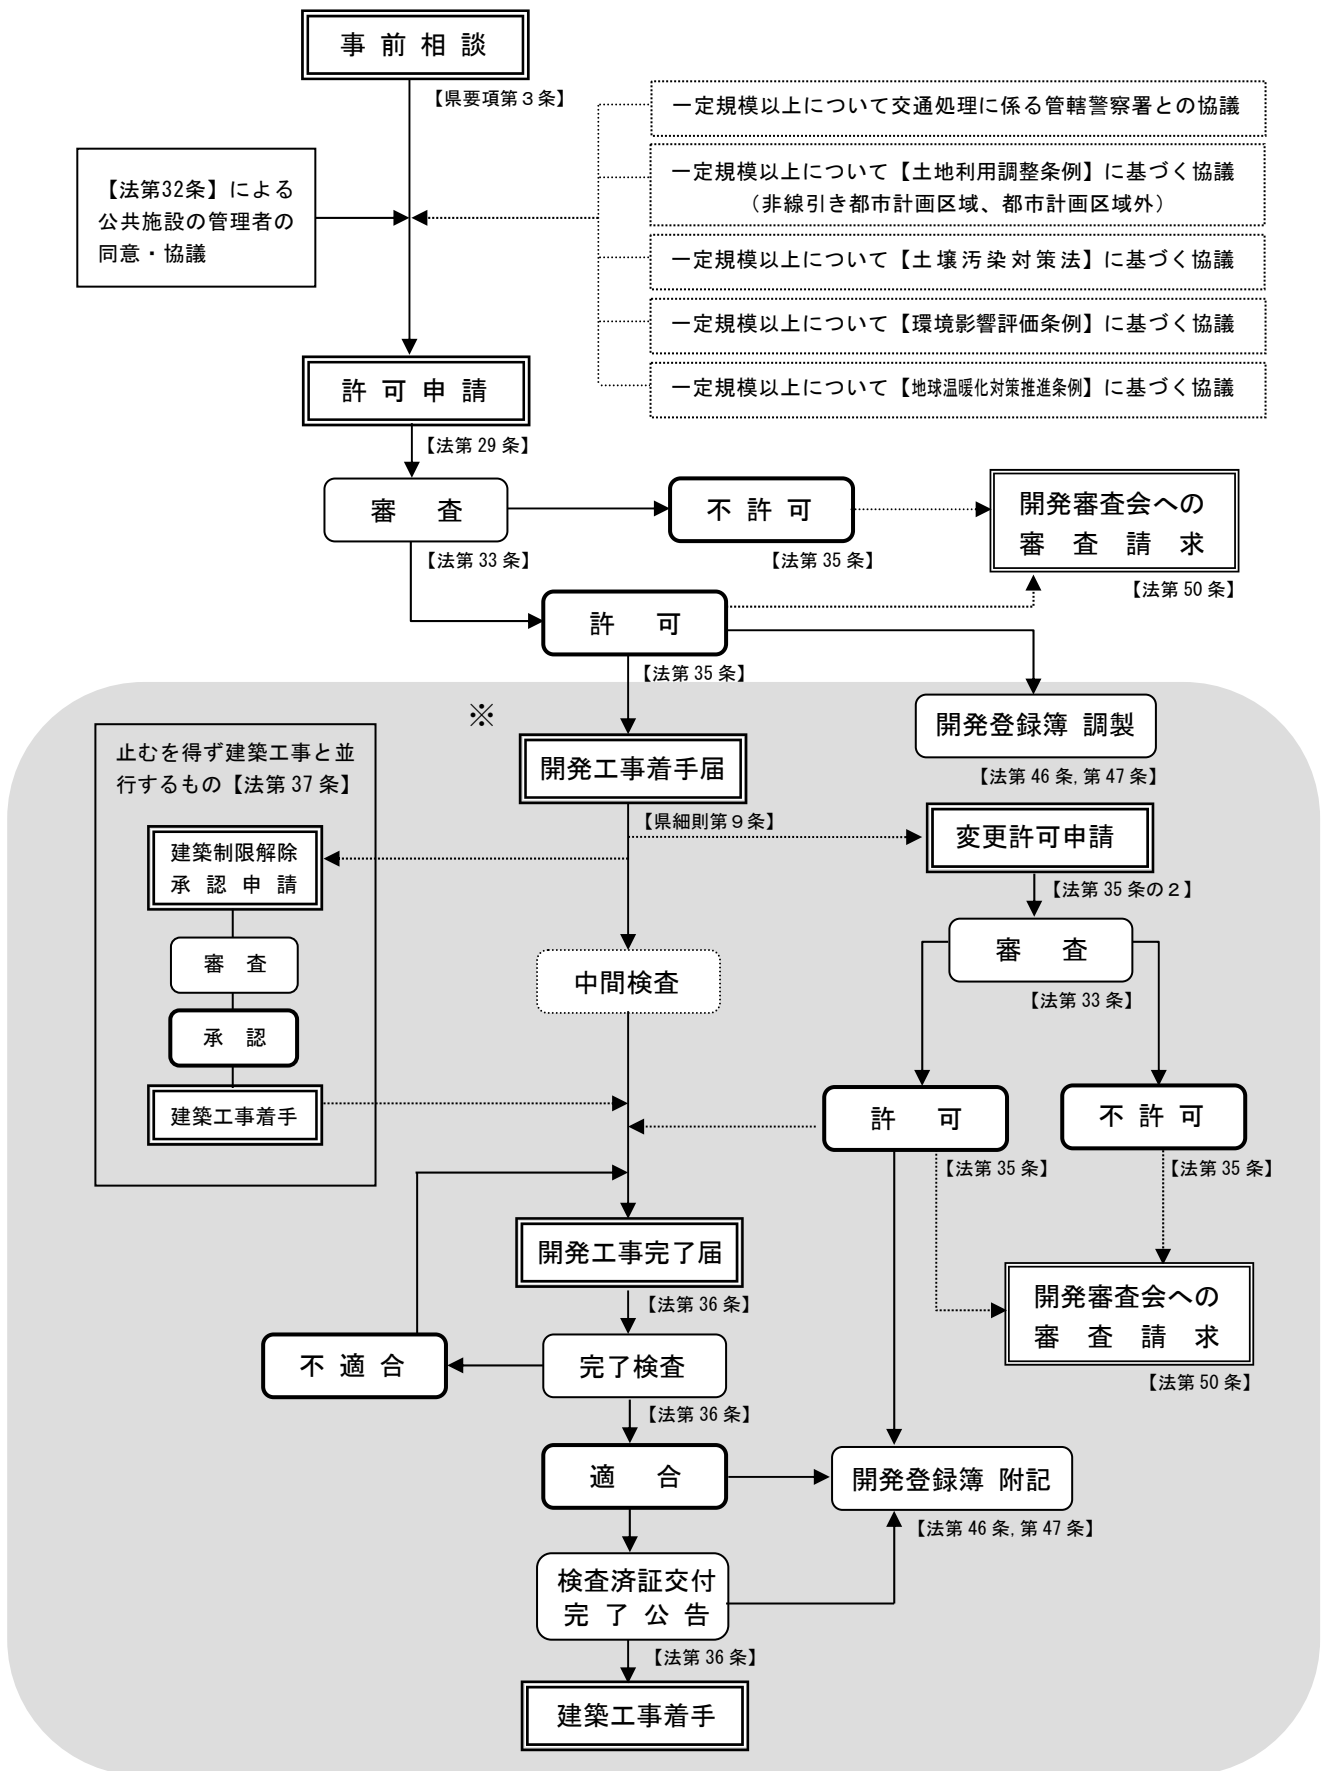 事前相談
【県要項第3条】
一定規模以上について交通処理に係る管轄警察署との協議
一定規模以上について【土地利用調整条例】に基づく協議
(非線引き都市計画区域、都市計画区域外)
一定規模以上について【土壌汚染対策法】に基づく協議
一定規模以上について【環境影響評価条例】に基づく協議
一定規模以上について【地球温暖化対策推進条例】に基づく協議
【法第32条】による
公共施設の管理者の
同意・協議
許可申請
【法第29条】
審査
【法第33条】
不許可
【法第35条】
開発審査会への
審査請求
【法第50条】
許可
【法第35条】
開発登録簿 調製
【法第46条,第47条】
※
止むを得ず建築工事と並
行するもの【法第37条】
建築制限解除
承認申請
審査
承認
建築工事着手
開発工事着手届
【県細則第9条】
変更許可申請
【法第35条の2】
審査
【法第33条】
中間検査
許可
【法第35条】
不許可
【法第35条】
開発審査会への
審査請求
【法第50条】
開発工事完了届
【法第36条】
完了検査
【法第36条】
不適合
適合
開発登録簿 附記
【法第46条,第47条】
検査済証交付
完了公告
【法第36条】
建築工事着手